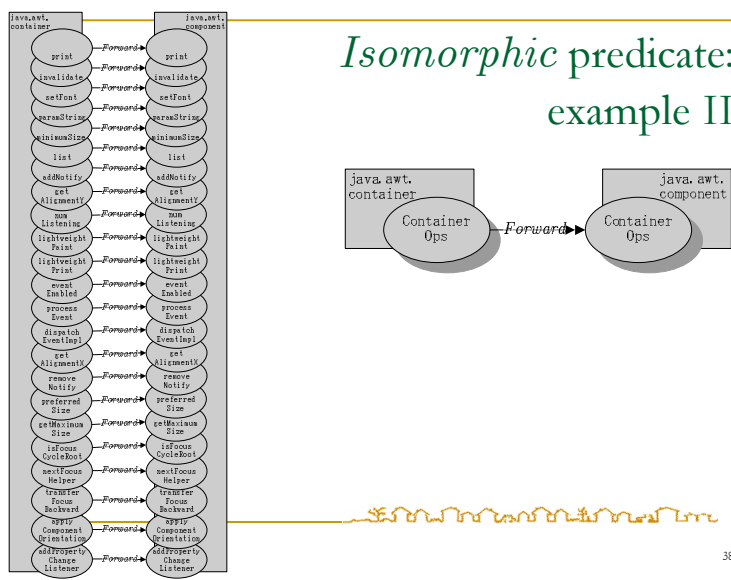 java.awt.
container
java.awt.
component
print
Forward
print
invalidate
Forward
invalidate
setFont
Forward
setFont
paramString
Forward
paramString
minimumSize
Forward
minimumSize
list
Forward
list
addNotify
Forward
addNotify
get
AlignmentY
Forward
get
AlignmentY
num
Listening
Forward
num
Listening
lightweight
Paint
Forward
lightweight
Paint
lightweight
Print
Forward
lightweight
Print
event
Enabled
Forward
event
Enabled
process
Event
Forward
process
Event
dispatch
EventImpl
Forward
dispatch
EventImpl
get
AlignmentX
Forward
get
AlignmentX
remove
Notify
Forward
remove
Notify
preferred
Size
Forward
preferred
Size
getMaximum
Size
Forward
getMaximum
Size
isFocus
CycleRoot
Forward
isFocus
CycleRoot
nextFocus
Helper
Forward
nextFocus
Helper
transfer
Focus
Backward
Forward
transfer
Focus
Backward
apply
Component
Orientation
Forward
apply
Component
Orientation
addProperty
Change
Listener
Forward
addProperty
Change
Listener
Isomorphic predicate:
example II
java.awt.
container
Container
Ops
Forward
java.awt.
component
Container
Ops
38